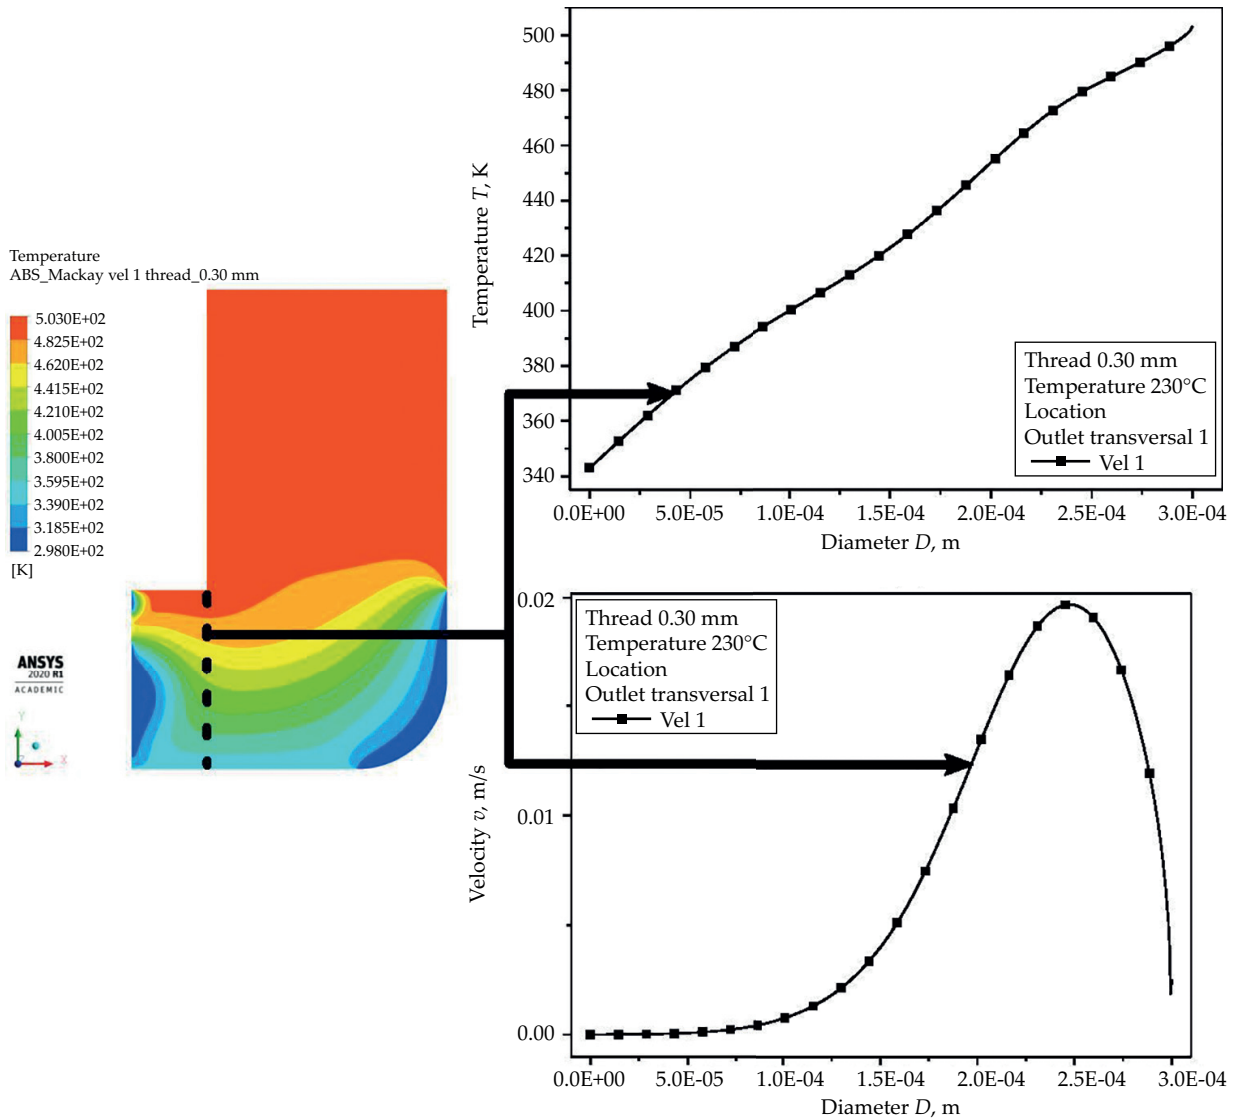 Temperature
ABS_Mackay vel 1 thread_0.30 mm
5.030E+02
4.825E+02
4.620E+02
4.415E+02
4.210E+02
4.005E+02
3.800E+02
3.595E+02
3.390E+02
3.185E+02
2.980E+02
[K]
ANSYS
2020 R1
ACADEMIC
Y
Z
X
Temperature T, K
500
480
460
440
420
400
380
360
340
Thread 0.30 mm
Temperature 230°C
Location
Outlet transversal 1
Vel 1
0.0E+00 5.0E-05 1.0E-04 1.5E-04 2.0E-04 2.5E-04 3.0E-04
Diameter D, m
Velocity v, m/s
0.02
0.01
0.00
Thread 0.30 mm
Temperature 230°C
Location
Outlet transversal 1
Vel 1
0.0E+00 5.0E-05 1.0E-04 1.5E-04 2.0E-04 2.5E-04 3.0E-04
Diameter D, m